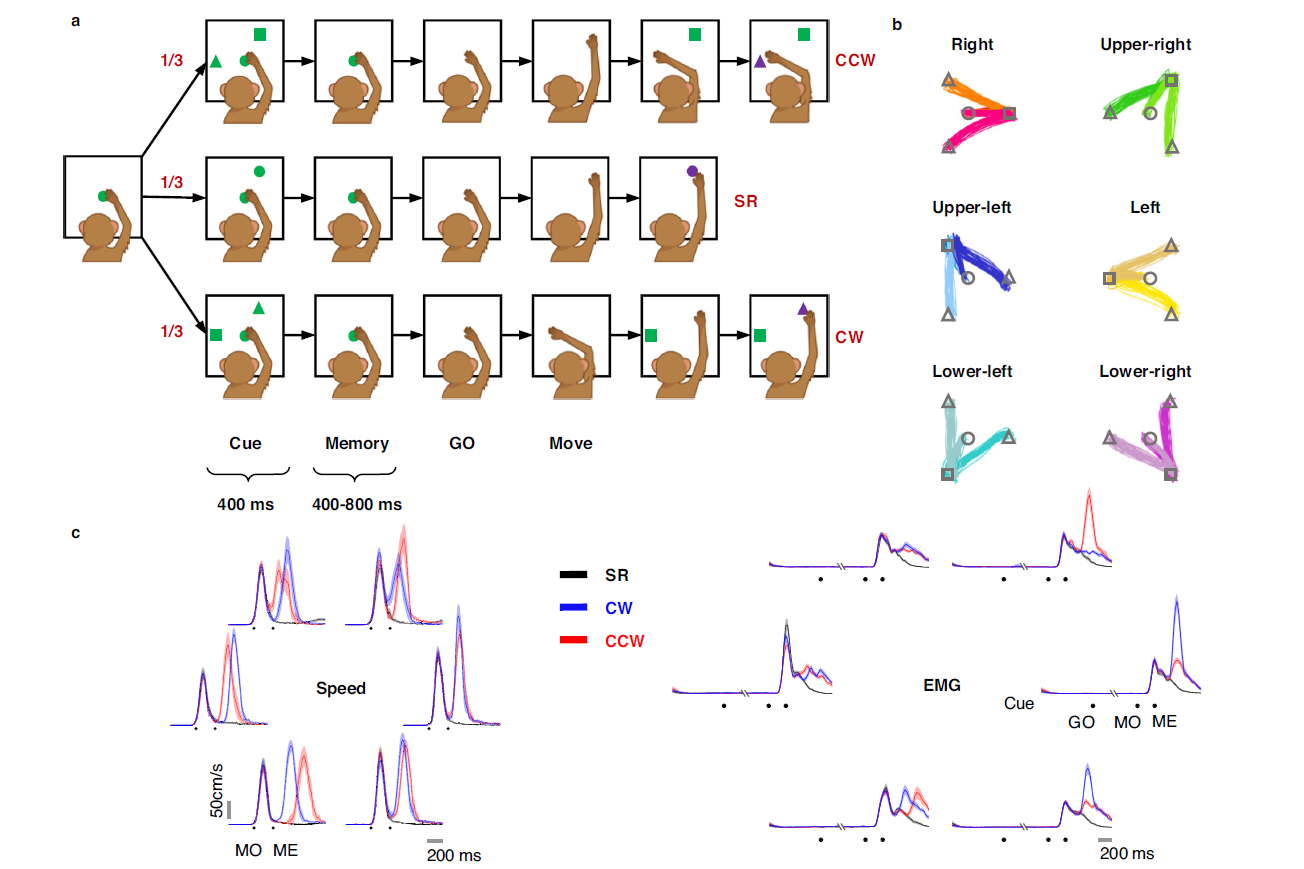 a
1/3
CCW
1/3
SR
1/3
CW
Cue
Memory
GO
Move
400 ms
400-800 ms
b
Right
Upper-right
Upper-left
Left
Lower-left
Lower-right
c
Speed
50cm/s
MO
ME
200 ms
SR
CW
CCW
EMG
Cue
GO
MO
ME
200 ms